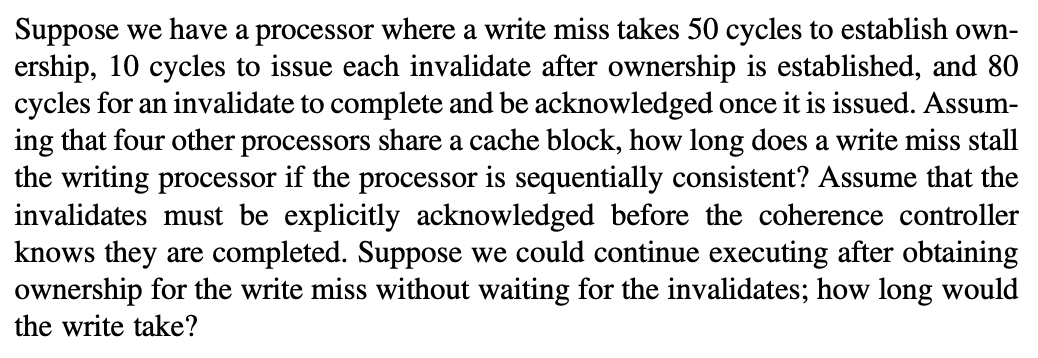 Suppose we have a processor where a write miss takes 50 cycles to establish own-
ership, 10 cycles to issue each invalidate after ownership is established, and 80
cycles for an invalidate to complete and be acknowledged once it is issued. Assum-
ing that four other processors share a cache block, how long does a write miss stall
the writing processor if the processor is sequentially consistent? Assume that the
invalidates must be explicitly acknowledged before the coherence controller
knows they are completed. Suppose we could continue executing after obtaining
ownership for the write miss without waiting for the invalidates; how long would
the write take?